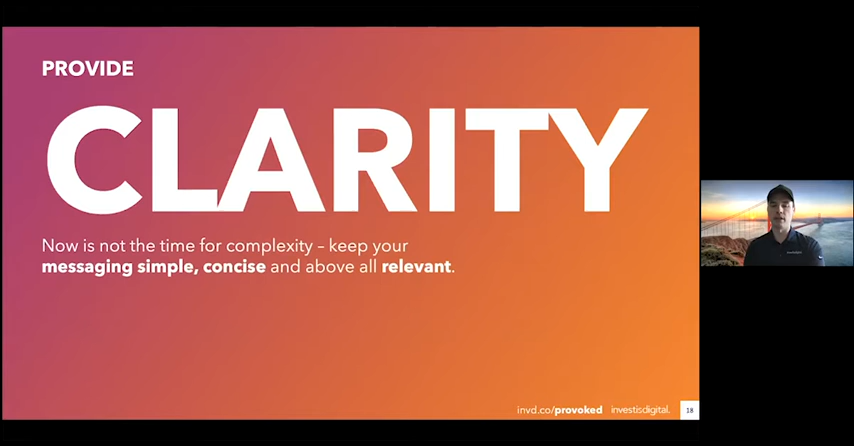 PROVIDE
CLARITY
Now is not the time for complexity – keep your
messaging simple, concise and above all relevant.
invd.co/provoked investisdigital. 18